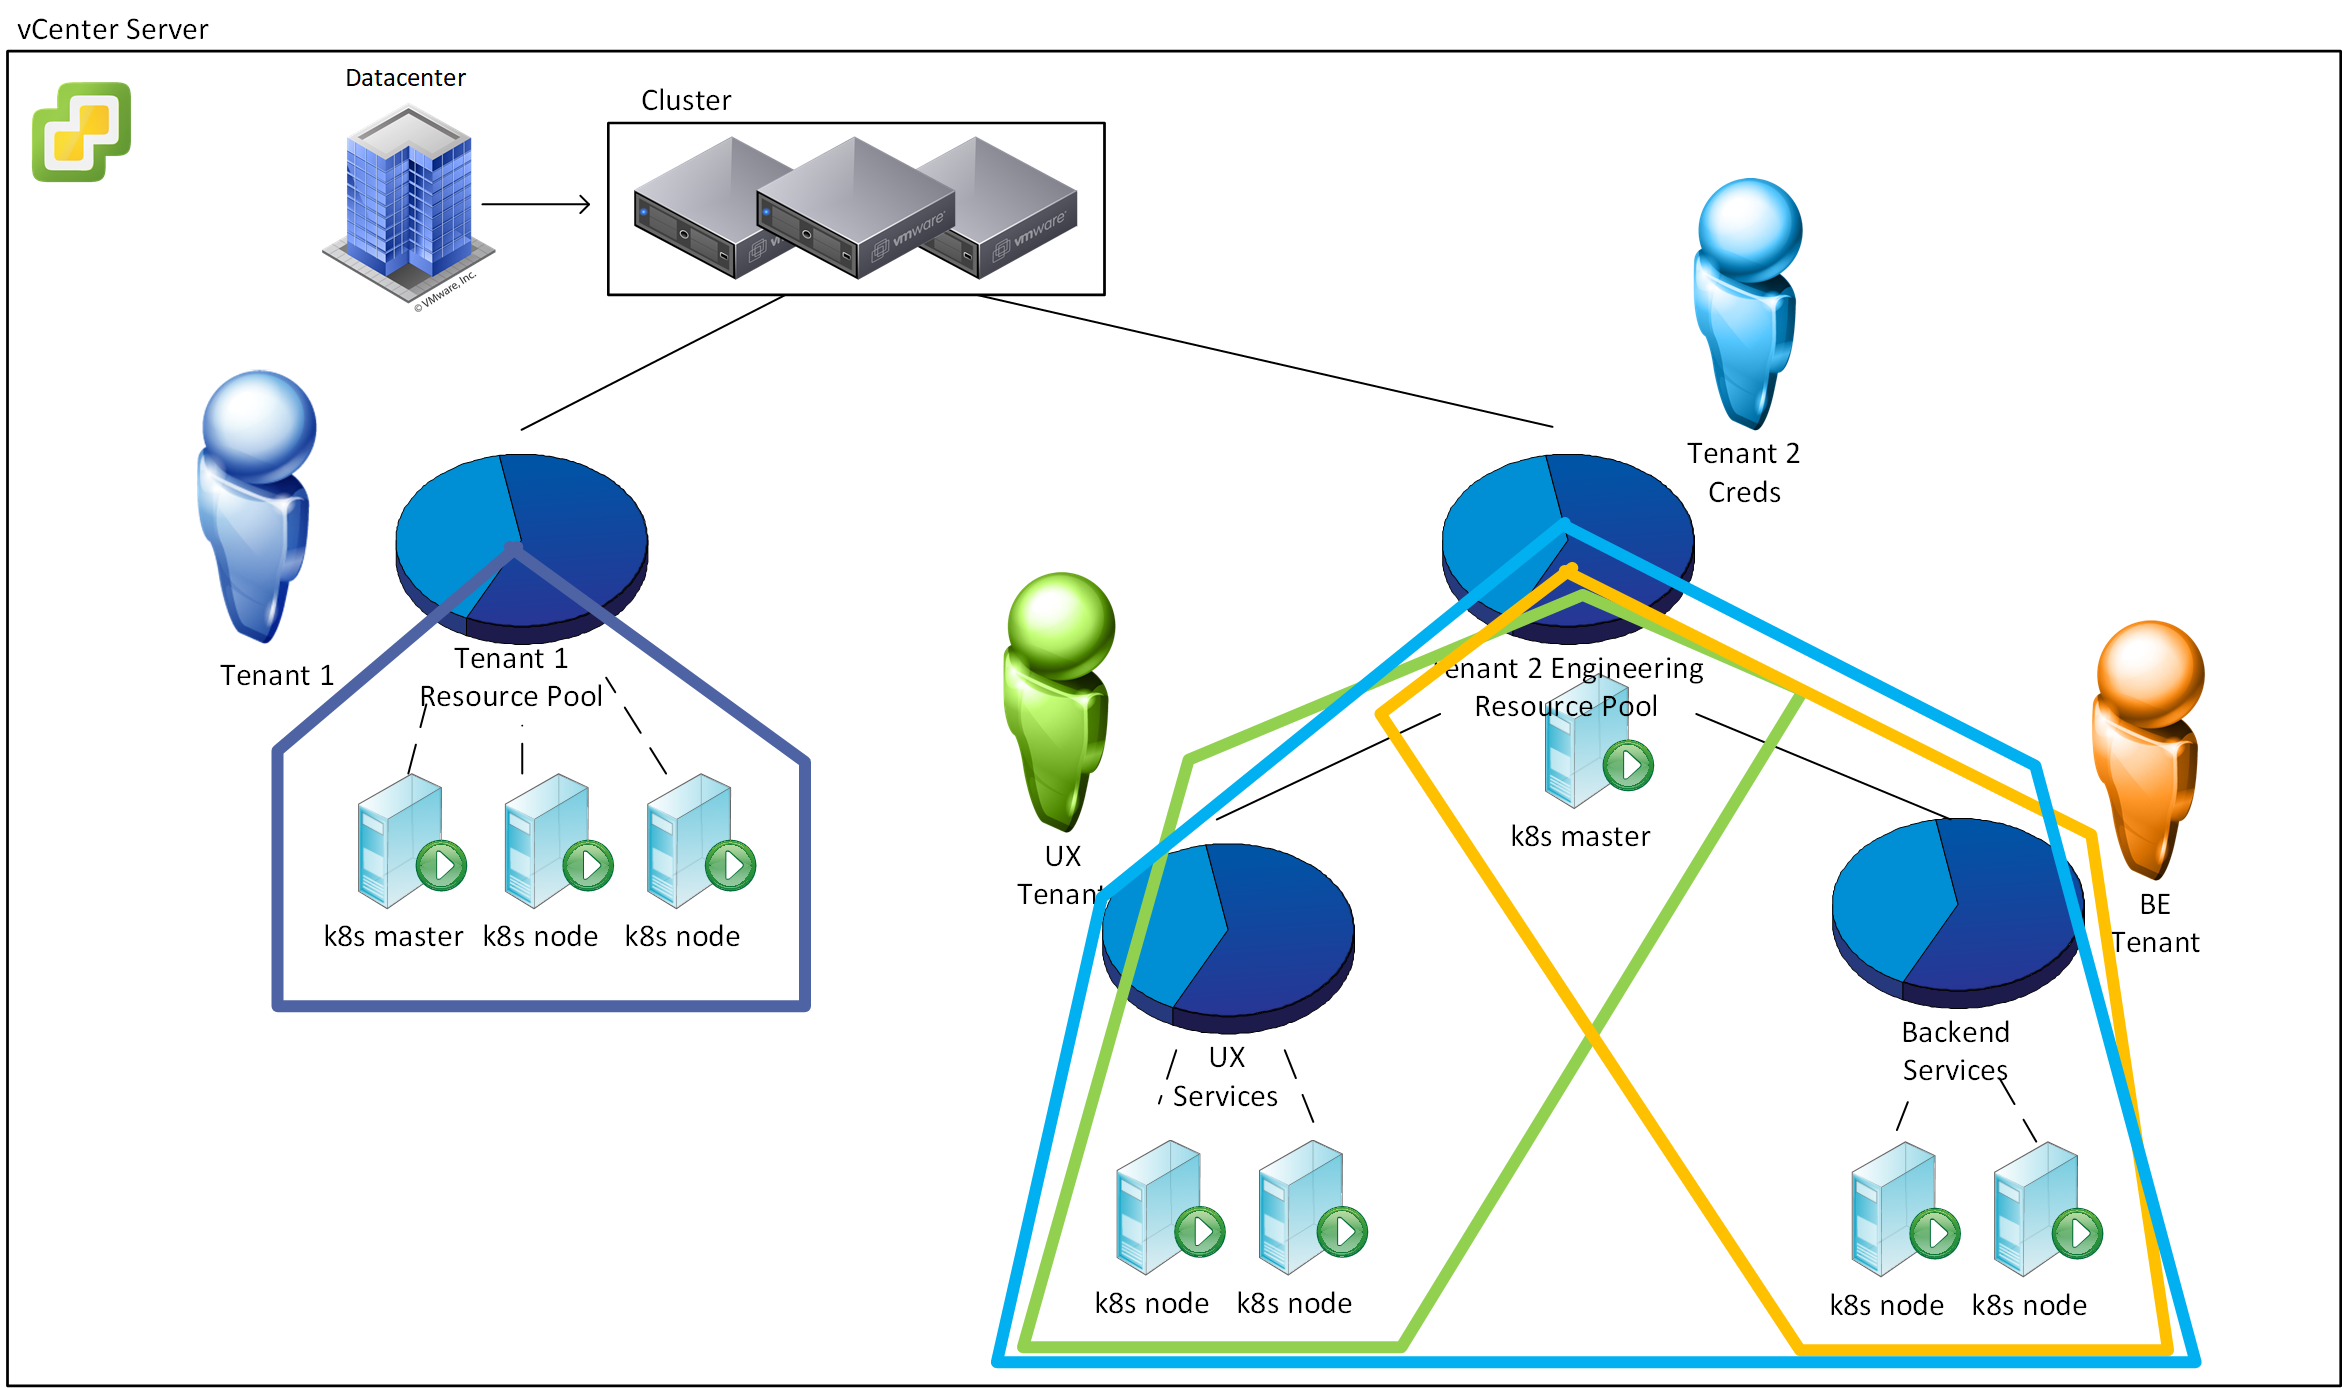 vCenter Server
Datacenter
Cluster
© VMware, Inc.
vm
vmware
vmware
Tenant 2
Creds
Tenant 1
Tenant 1
Resource Pool
k8s master
k8s node
k8s node
UX
Tenant
enant 2 Engineering
Resource Pool
k8s master
BE
Tenant
UX
Services
Backend
Services
k8s node
k8s node
k8s node
k8s node